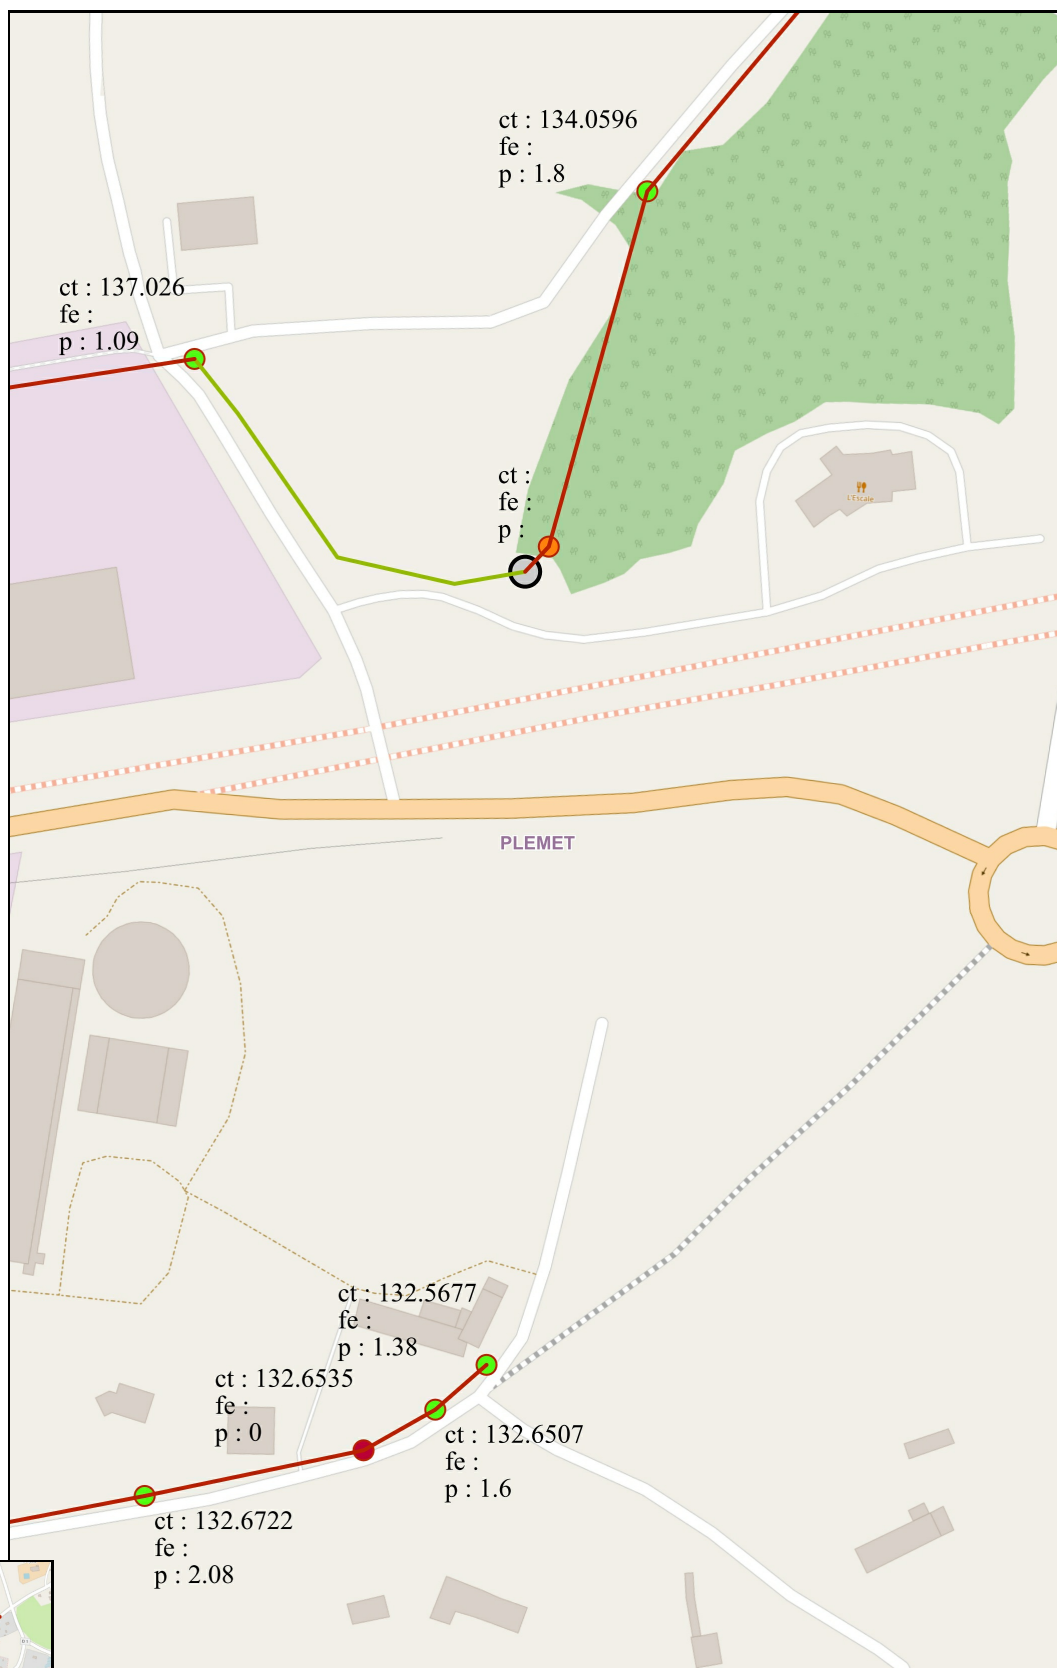 ct : 134.0596
fe :
p : 1.8
ct : 137.026
fe :
p : 1.09
ct :
fe :
p :
L'Escale
PLEMET
ct : 132.5677
fe :
p : 1.38
ct : 132.6535
fe :
p : 0
ct : 132.6507
fe :
p : 1.6
ct : 132.6722
fe :
p : 2.08